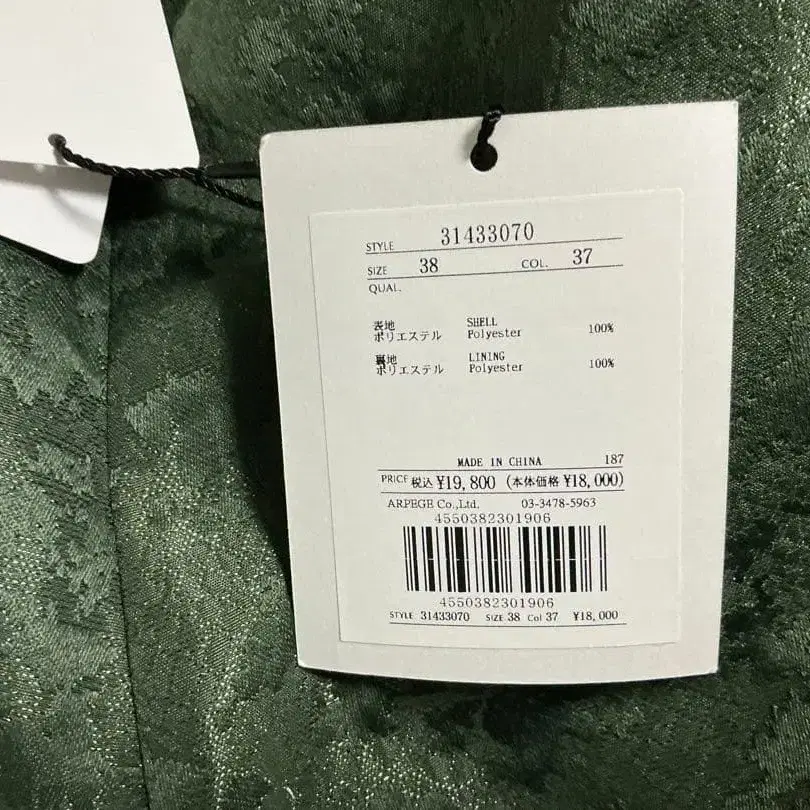 STYLE 31433070
SIZE 38 COL. 37
QUAL.
表地 SHELL
ポリエステル Polyester 100%
裏地 LINING
ポリエステル Polyester 100%
MADE IN CHINA 187
PRICE 税込 ¥19,800 (本体価格 ¥18,000)
ARPEGE Co.,Ltd. 03-3478-5963
4550382301906
4550382301906
STYLE 31433070 SIZE 38 Col 37 ¥18,000